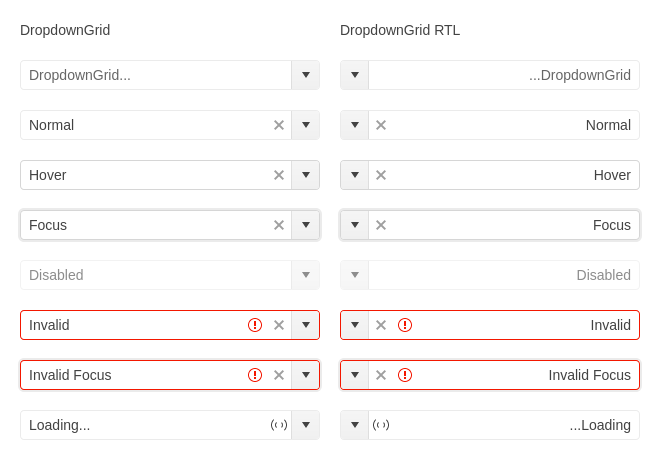 DropdownGrid
DropdownGrid RTL
DropdownGrid...
...DropdownGrid
Normal
Normal
Hover
Hover
Focus
Focus
Disabled
Disabled
Invalid
Invalid
Invalid Focus
Invalid Focus
Loading...
...Loading